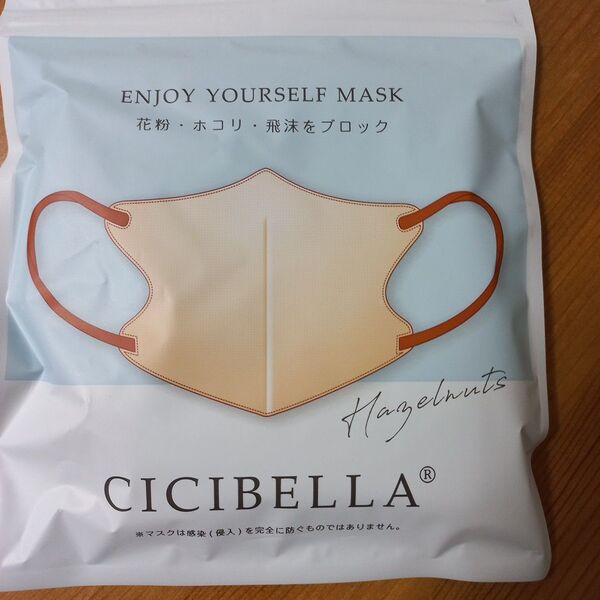 ENJOY YOURSELF MASK
花粉・ホコリ・飛沫をブロック
Hazelnuts
CICIBELLA®
※マスクは感染(侵入)を完全に防ぐものではありません。